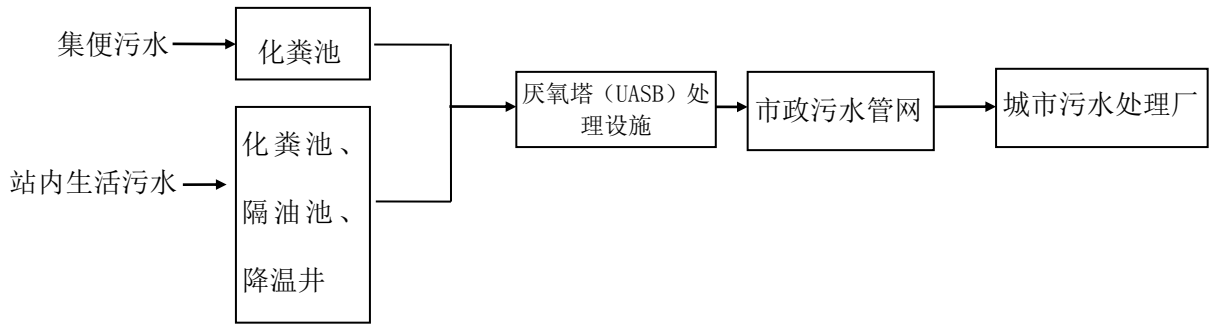 集便污水
化粪池
厌氧塔（UASB）处
理设施
市政污水管网
城市污水处理厂
站内生活污水
化粪池、
隔油池、
降温井